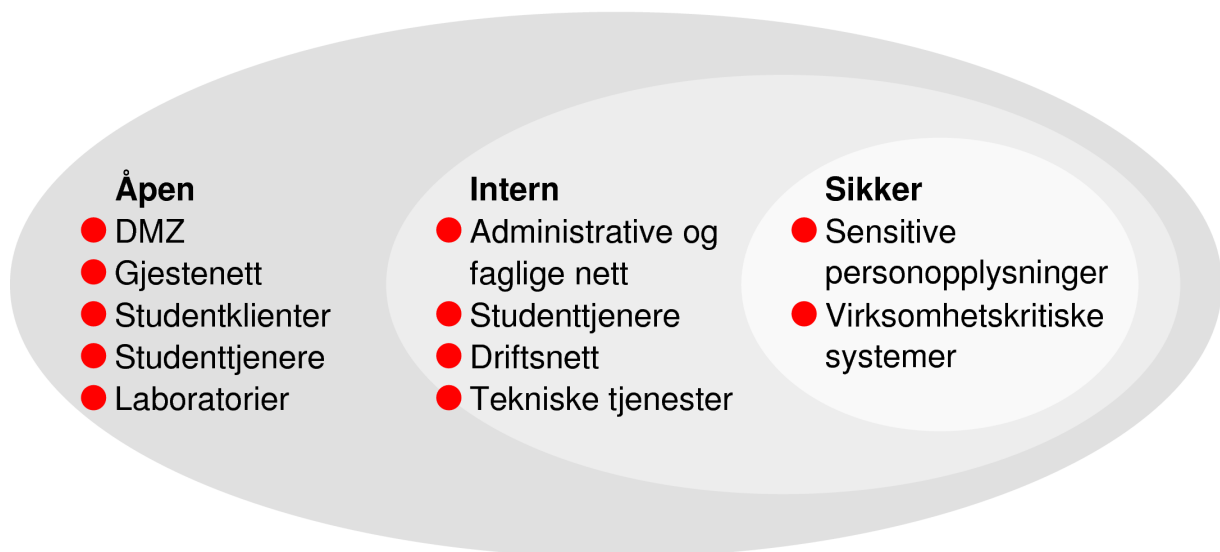 Åpen
DMZ
Gjestenett
Studentklienter
Studenttjenere
Laboratorier
Intern
Administrative og
faglige nett
Studenttjenere
Driftsnett
Tekniske tjenester
Sikker
Sensitive
personopplysninger
Virksomhetskritiske
systemer